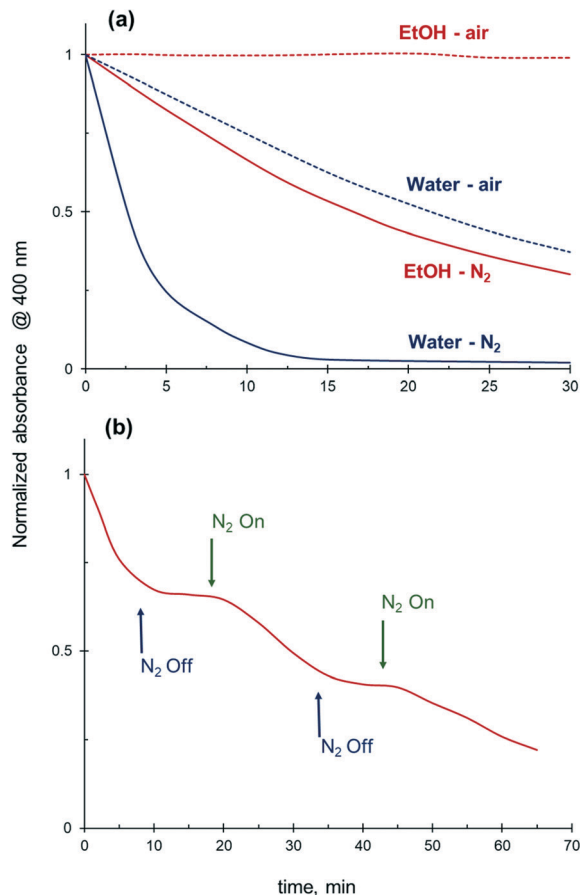 (a)
EtOH - air
1
Water - air
0.5
EtOH - N₂
Water - N₂
0
0 5 10 15 20 25 30
Normalized absorbance @ 400 nm
(b)
1
N₂ On
N₂ On
N₂ Off
0.5
N₂ Off
0
0 10 20 30 40 50 60 70
time, min